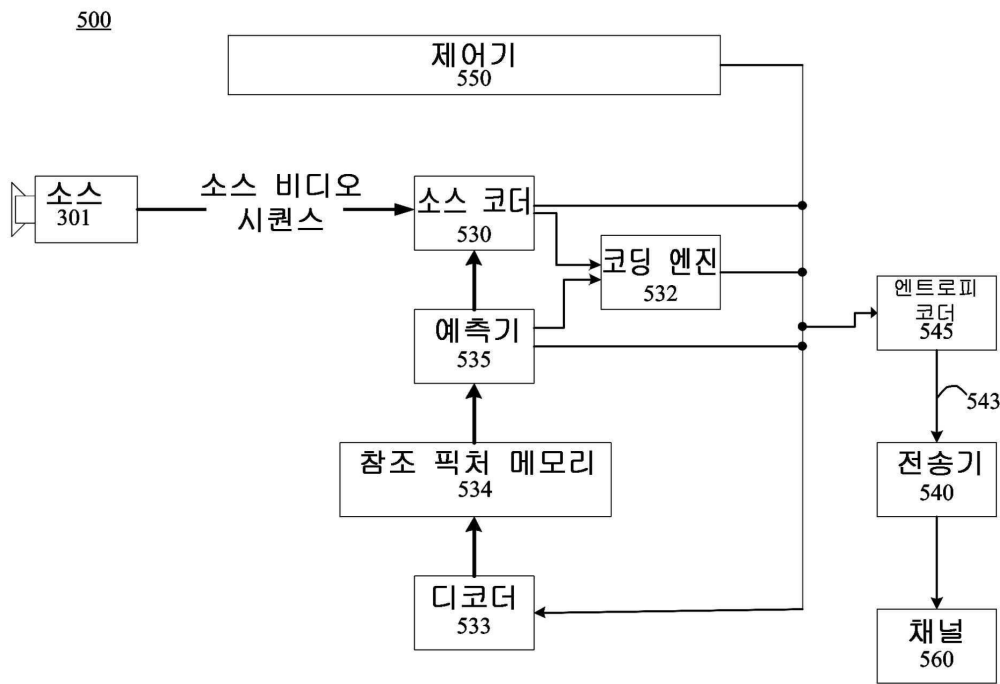 500
제어기
550
소스
301
소스 비디오
시퀀스
소스 코더
530
코딩 엔진
532
엔트로피
코더
545
예측기
535
543
참조 픽처 메모리
534
전송기
540
디코더
533
채널
560